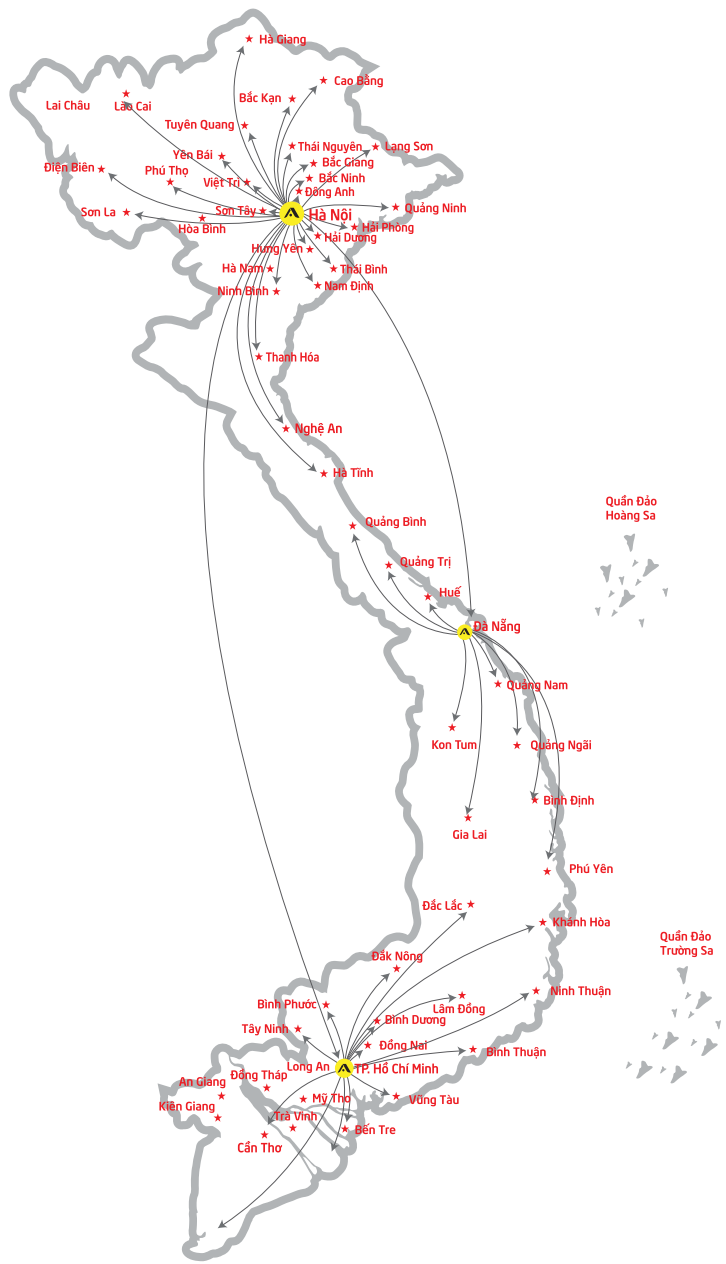 Hà Giang
Cao Bằng
Bắc Kạn
Lai Châu
Lào Cai
Tuyên Quang
Thái Nguyên
Lạng Sơn
Yên Bái
Bắc Giang
Điện Biên
Phú Thọ
Việt Trì
Bắc Ninh
Đông Anh
Sơn La
Sơn Tây
Hà Nội
Quảng Ninh
Hòa Bình
Hải Phòng
Hải Dương
Hưng Yên
Hà Nam
Thái Bình
Ninh Bình
Nam Định
Thanh Hóa
Nghệ An
Hà Tĩnh
Quần Đảo
Hoàng Sa
Quảng Bình
Quảng Trị
Huế
Đà Nẵng
Quảng Nam
Kon Tum
Quảng Ngãi
Bình Định
Gia Lai
Phú Yên
Đắc Lắc
Khánh Hòa
Quần Đảo
Trường Sa
Đắk Nông
Ninh Thuận
Bình Phước
Lâm Đồng
Bình Dương
Tây Ninh
Đồng Nai
Bình Thuận
Long An
TP. Hồ Chí Minh
Đồng Tháp
An Giang
Mỹ Tho
Vũng Tàu
Kiên Giang
Trà Vinh
Bến Tre
Cần Thơ